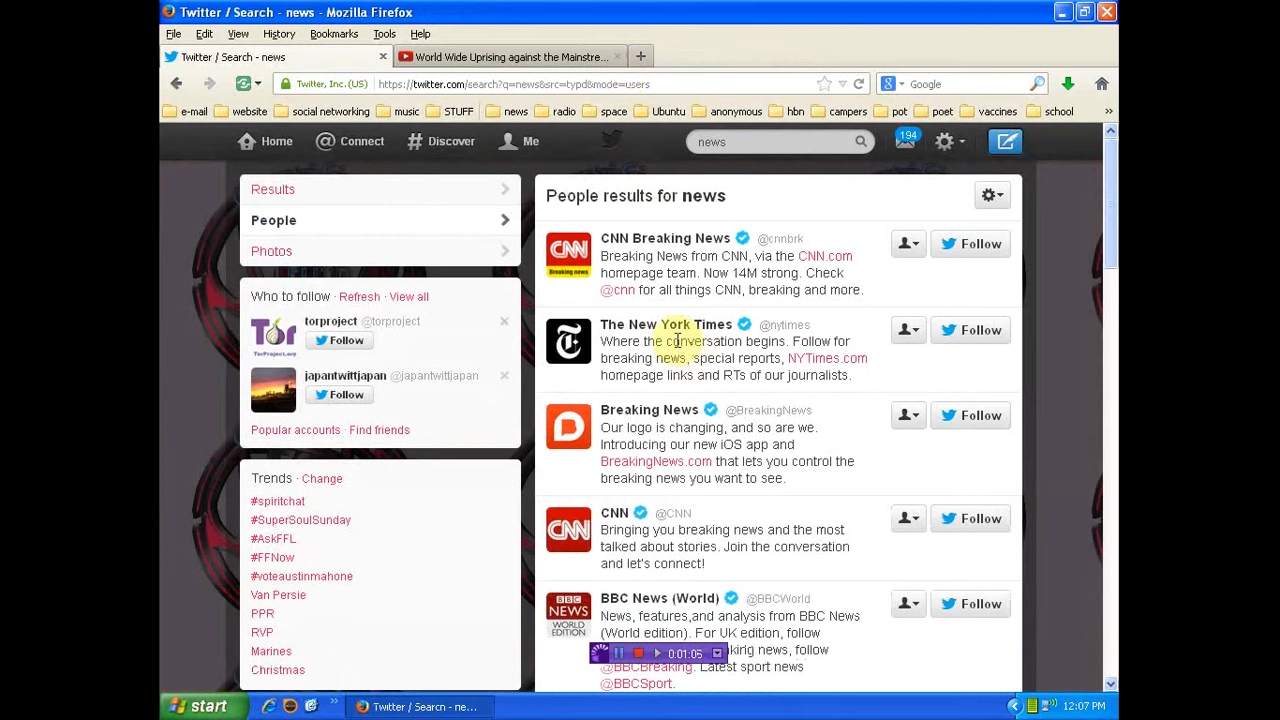 Twitter / Search - news - Mozilla Firefox
File Edit View History Bookmarks Tools Help
Twitter / Search - news
World Wide Uprising against the Mainstre...
Twitter, Inc. (US)
https://twitter.com/search?q=news&src=typd&mode=users
Google
e-mail website social networking music STUFF news radio space Ubuntu anonymous hbn campers pot poet vaccines school
Home Connect Discover Me
news
194
Results
People
Photos
Who to follow · Refresh · View all
torproject @torproject
Follow
TorProject.org
japantwittjapan @japantwittjapan
Follow
Popular accounts · Find friends
Trends · Change
#spiritchat
#SuperSoulSunday
#AskFFL
#FFNow
#voteaustinmahone
Van Persie
PPR
RVP
Marines
Christmas
People results for news
CNN Breaking News @cnnbrk
Breaking News from CNN, via the CNN.com
homepage team. Now 14M strong. Check
@cnn for all things CNN, breaking and more.
Follow
CNN
Breaking news
The New York Times @nytimes
Where the conversation begins. Follow for
breaking news, special reports, NYTimes.com
homepage links and RTs of our journalists.
Follow
Breaking News @BreakingNews
Our logo is changing, and so are we.
Introducing our new iOS app and
BreakingNews.com that lets you control the
breaking news you want to see.
Follow
CNN @CNN
Bringing you breaking news and the most
talked about stories. Join the conversation
and let's connect!
Follow
CNN
BBC News (World) @BBCWorld
News, features,and analysis from BBC News
(World edition). For UK edition, follow
king news, follow
@BBCBreaking. Latest sport news
@BBCSport.
Follow
BBC
NEWS
WORLD
EDITION
0:01:05
start
Twitter / Search - ne...
12:07 PM